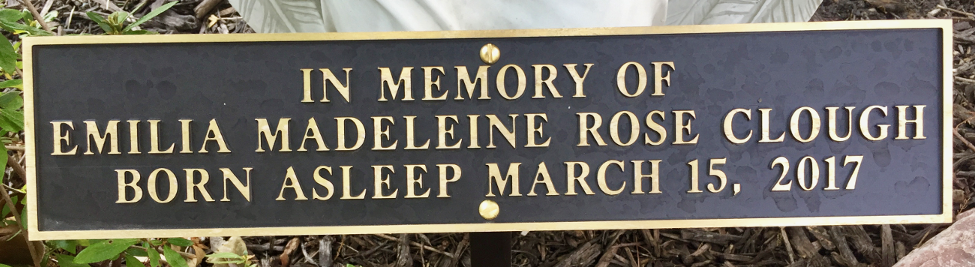 IN MEMORY OF
EMILIA MADELEINE ROSE CLOUGH
BORN ASLEEP MARCH 15, 2017